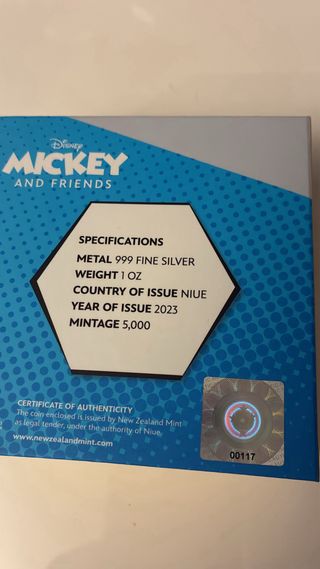 Disney
MICKEY
AND FRIENDS
SPECIFICATIONS
METAL 999 FINE SILVER
WEIGHT 1 OZ
COUNTRY OF ISSUE NIUE
YEAR OF ISSUE 2023
MINTAGE 5,000
CERTIFICATE OF AUTHENTICITY
The coin enclosed is issued by New Zealand Mint
as legal tender, under the authority of Niue.
www.newzealandmint.com
00117